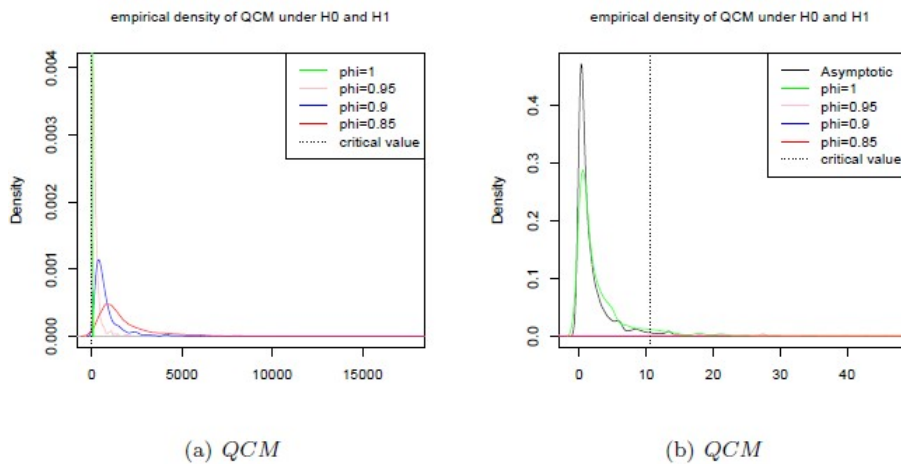 empirical density of QCM under H0 and H1
Density
0.004
0.003
0.002
0.001
0.000
phi=1
phi=0.95
phi=0.9
phi=0.85
critical value
0 5000 10000 15000
(a) QCM
empirical density of QCM under H0 and H1
Density
0.4
0.3
0.2
0.1
0.0
Asymptotic
phi=1
phi=0.95
phi=0.9
phi=0.85
critical value
0 10 20 30 40
(b) QCM